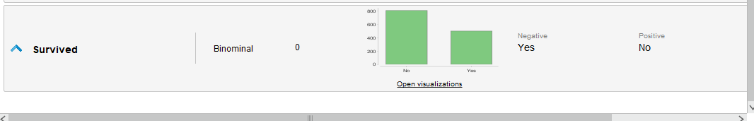 800
600
400
200
0
No Yes
Survived
Binominal
0
Open visualizations
Negative
Yes
Positive
No